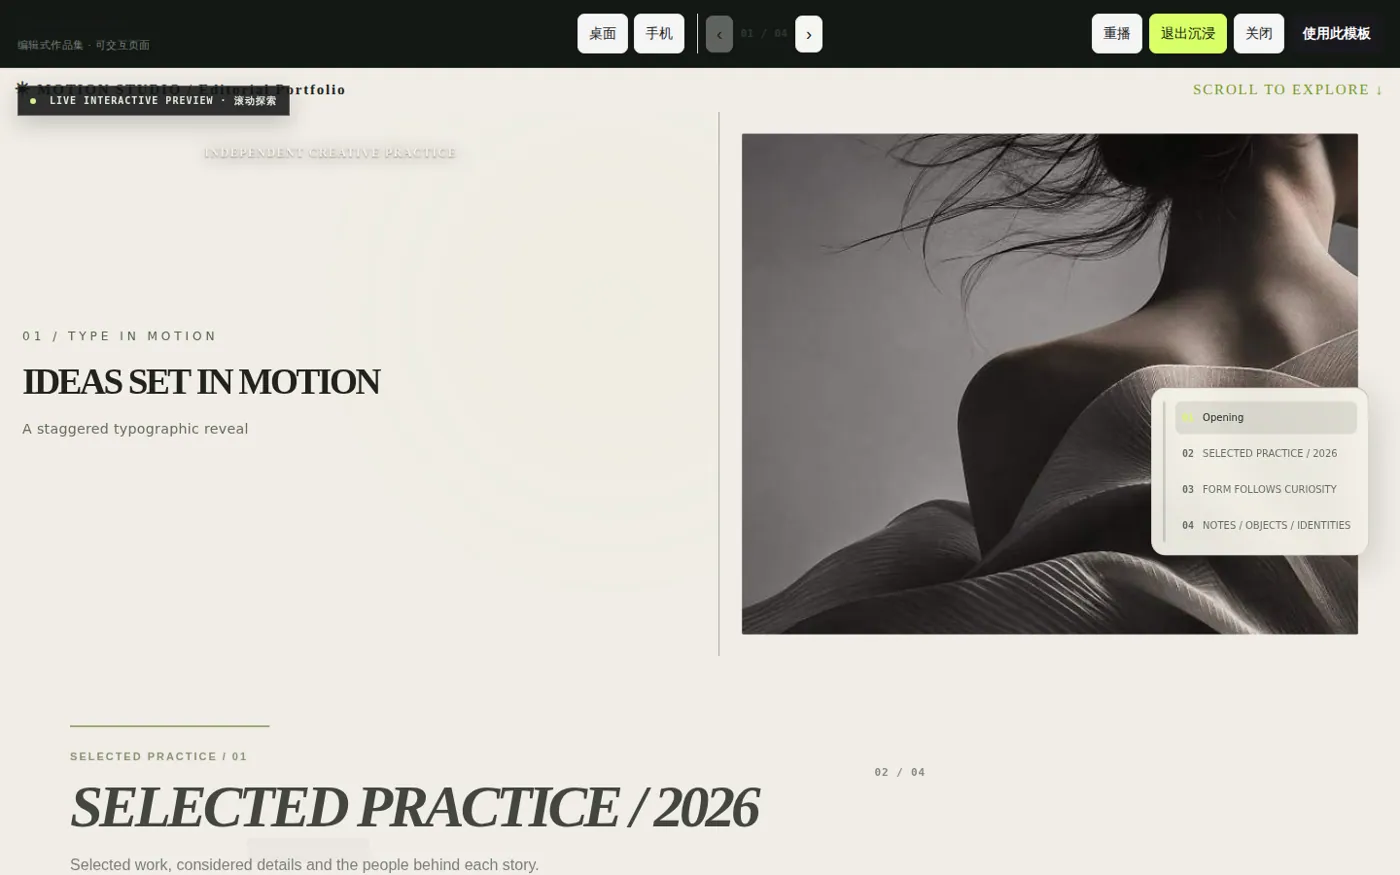 编辑式作品集 · 可交互页面
桌面
手机
‹
01 / 04
›
重播
退出沉浸
关闭
使用此模板
✳ MOTION STUDIO / Editorial Portfolio
SCROLL TO EXPLORE ↓
LIVE INTERACTIVE PREVIEW · 滚动探索
INDEPENDENT CREATIVE PRACTICE
01 / TYPE IN MOTION
IDEAS SET IN MOTION
A staggered typographic reveal
Opening
02 SELECTED PRACTICE / 2026
03 FORM FOLLOWS CURIOSITY
04 NOTES / OBJECTS / IDENTITIES
SELECTED PRACTICE / 01
02 / 04
SELECTED PRACTICE / 2026
Selected work, considered details and the people behind each story.